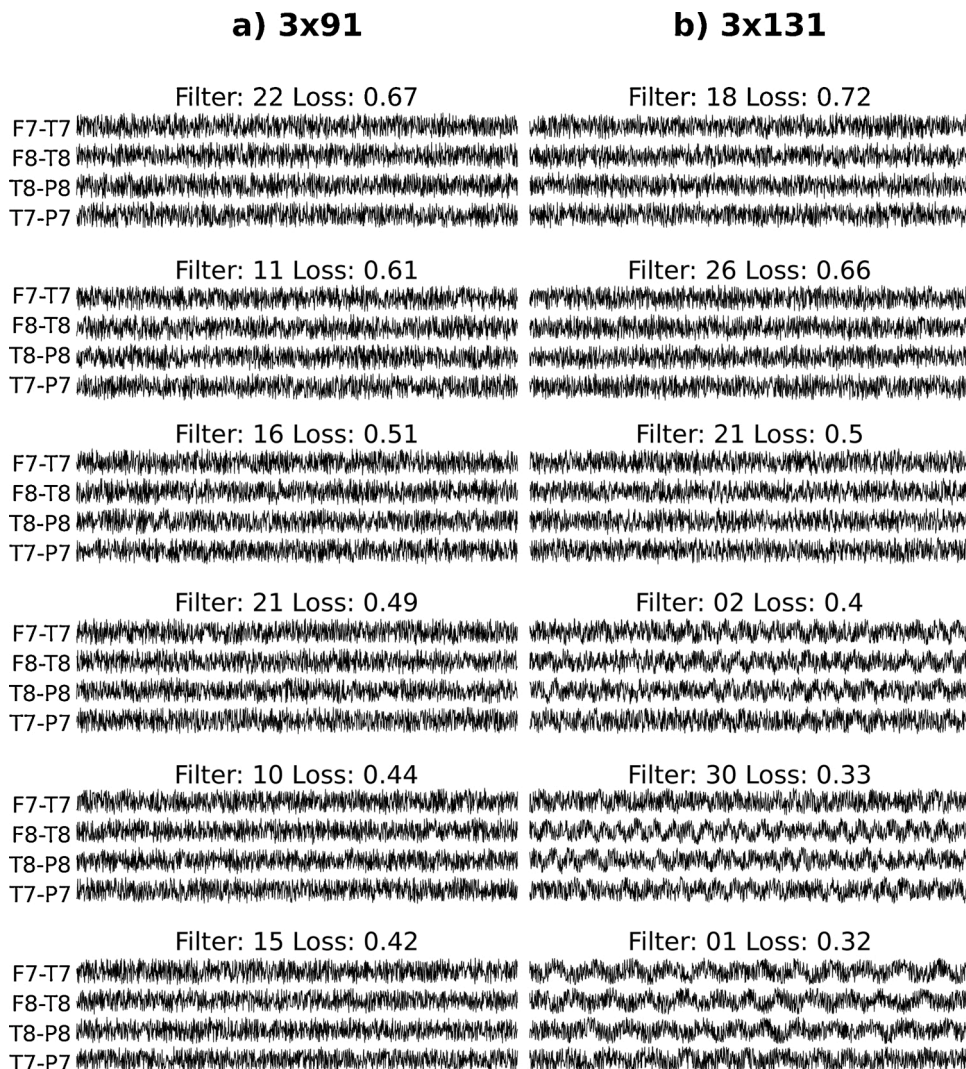 a) 3x91 b) 3x131
Filter: 22 Loss: 0.67 Filter: 18 Loss: 0.72
F7-T7
F8-T8
T8-P8
T7-P7
Filter: 11 Loss: 0.61 Filter: 26 Loss: 0.66
F7-T7
F8-T8
T8-P8
T7-P7
Filter: 16 Loss: 0.51 Filter: 21 Loss: 0.5
F7-T7
F8-T8
T8-P8
T7-P7
Filter: 21 Loss: 0.49 Filter: 02 Loss: 0.4
F7-T7
F8-T8
T8-P8
T7-P7
Filter: 10 Loss: 0.44 Filter: 30 Loss: 0.33
F7-T7
F8-T8
T8-P8
T7-P7
Filter: 15 Loss: 0.42 Filter: 01 Loss: 0.32
F7-T7
F8-T8
T8-P8
T7-P7